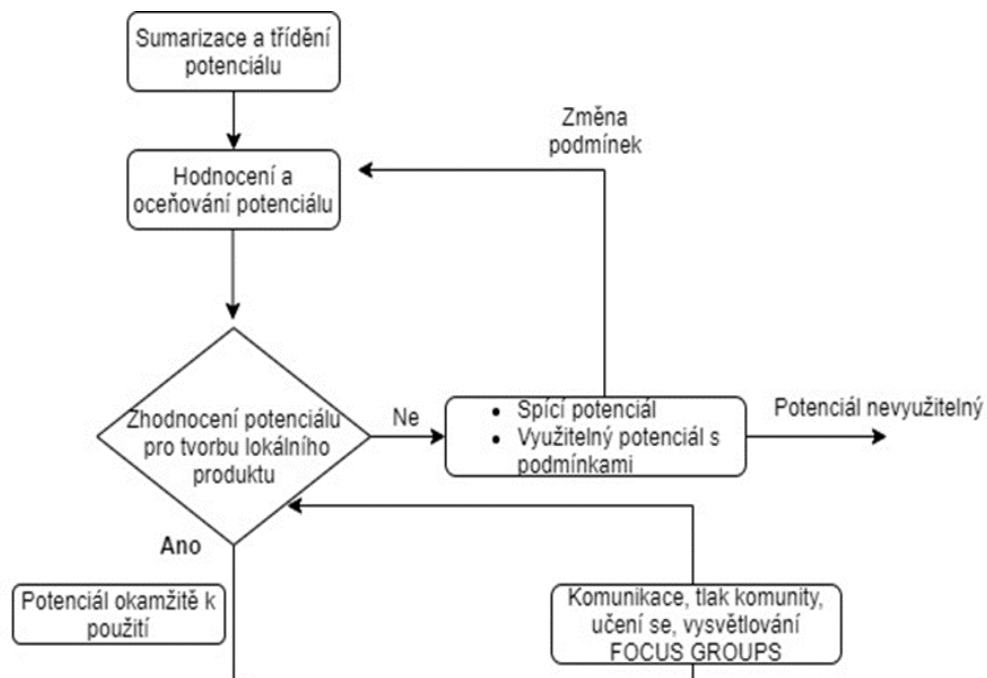 Sumarizace a třídění
potenciálu
Změna
podmínek
Hodnocení a
oceňování potenciálu
Zhodnocení potenciálu
pro tvorbu lokálního
produktu
Ne
• Spící potenciál
• Využitelný potenciál s
podmínkami
Potenciál nevyužitelný
Ano
Potenciál okamžitě k
použití
Komunikace, tlak komunity,
učení se, vysvětlování
FOCUS GROUPS